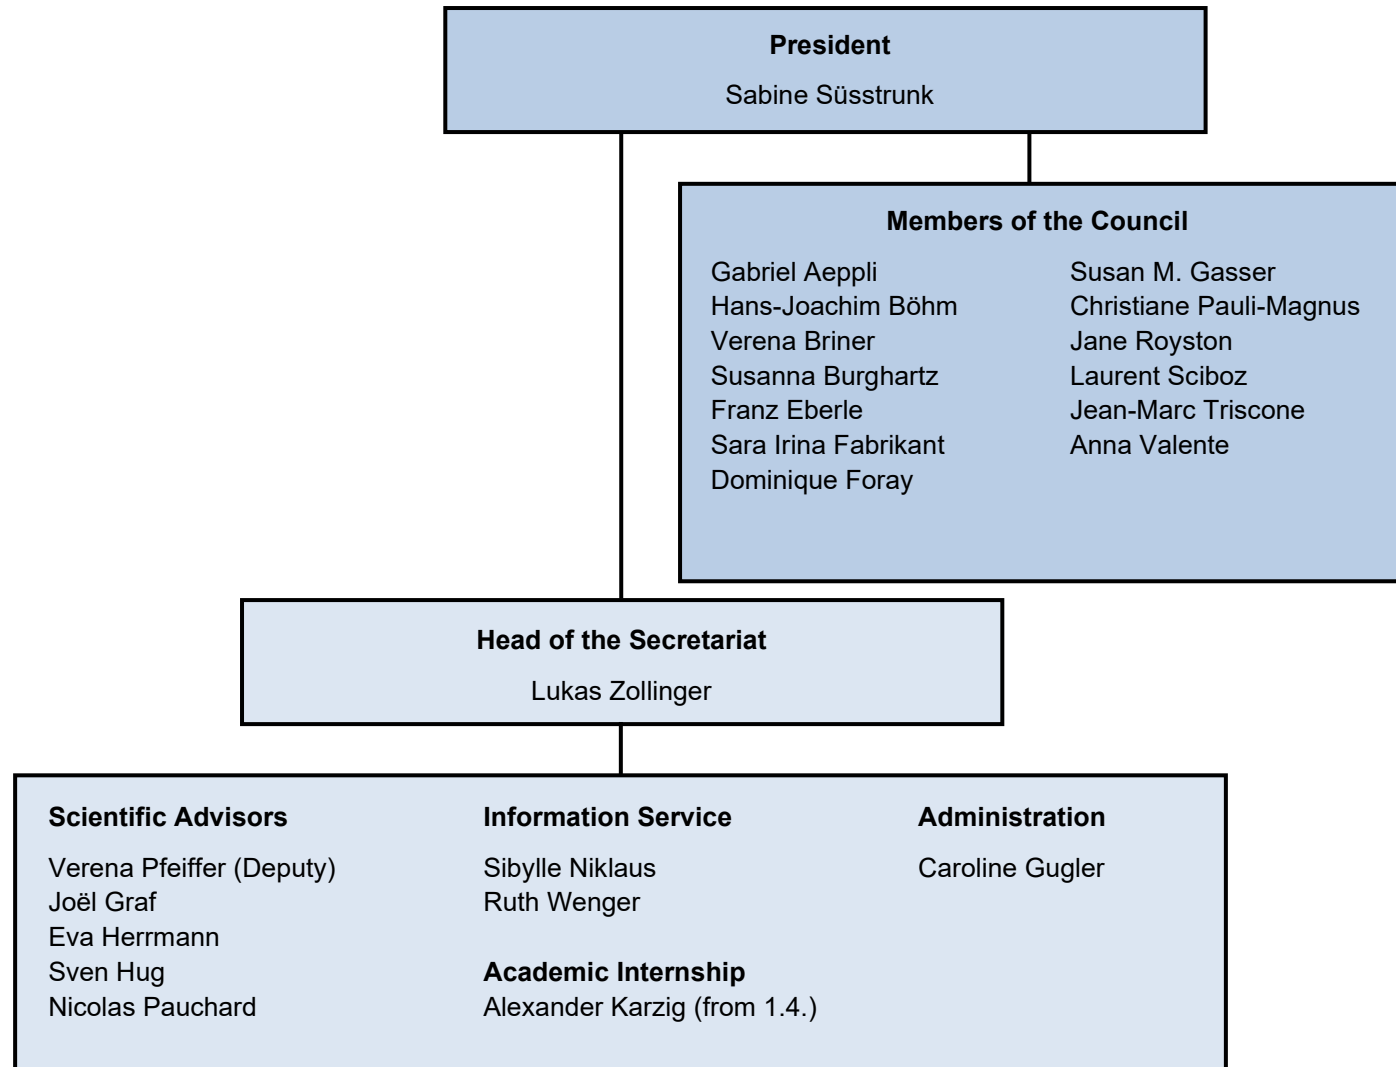 President
Sabine Süsstrunk
Members of the Council
Gabriel Aeppli
Hans-Joachim Böhm
Verena Briner
Susanna Burghartz
Franz Eberle
Sara Irina Fabrikant
Dominique Foray
Susan M. Gasser
Christiane Pauli-Magnus
Jane Royston
Laurent Sciboz
Jean-Marc Triscone
Anna Valente
Head of the Secretariat
Lukas Zollinger
Scientific Advisors
Verena Pfeiffer (Deputy)
Joël Graf
Eva Herrmann
Sven Hug
Nicolas Pauchard
Information Service
Sibylle Niklaus
Ruth Wenger
Academic Internship
Alexander Karzig (from 1.4.)
Administration
Caroline Gugler